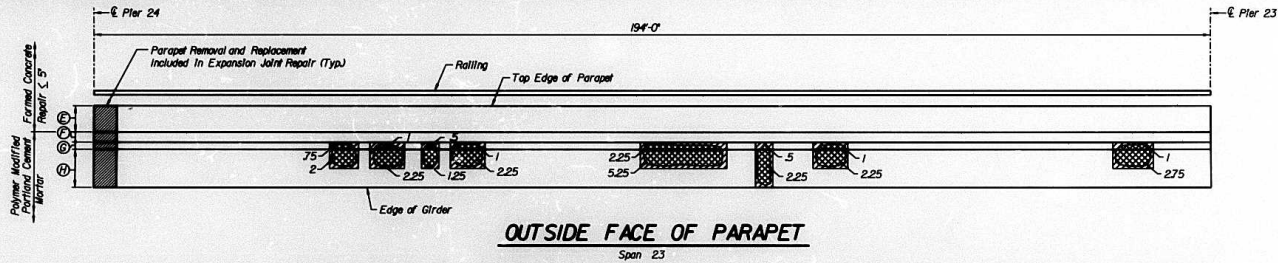 ℄ Pier 24
℄ Pier 23
194'-0"
Parapet Removal and Replacement
Included in Expansion Joint Repair (Typ.)
Railing
Top Edge of Parapet
Formed Concrete
Repair ≤ 5"
Polymer Modified
Portland Cement
Mortar
E
F
G
H
.75
2
1
2.25
.5
1.25
1
2.25
2.25
5.25
.5
2.25
1
2.25
1
2.75
Edge of Girder
OUTSIDE FACE OF PARAPET
Span 23